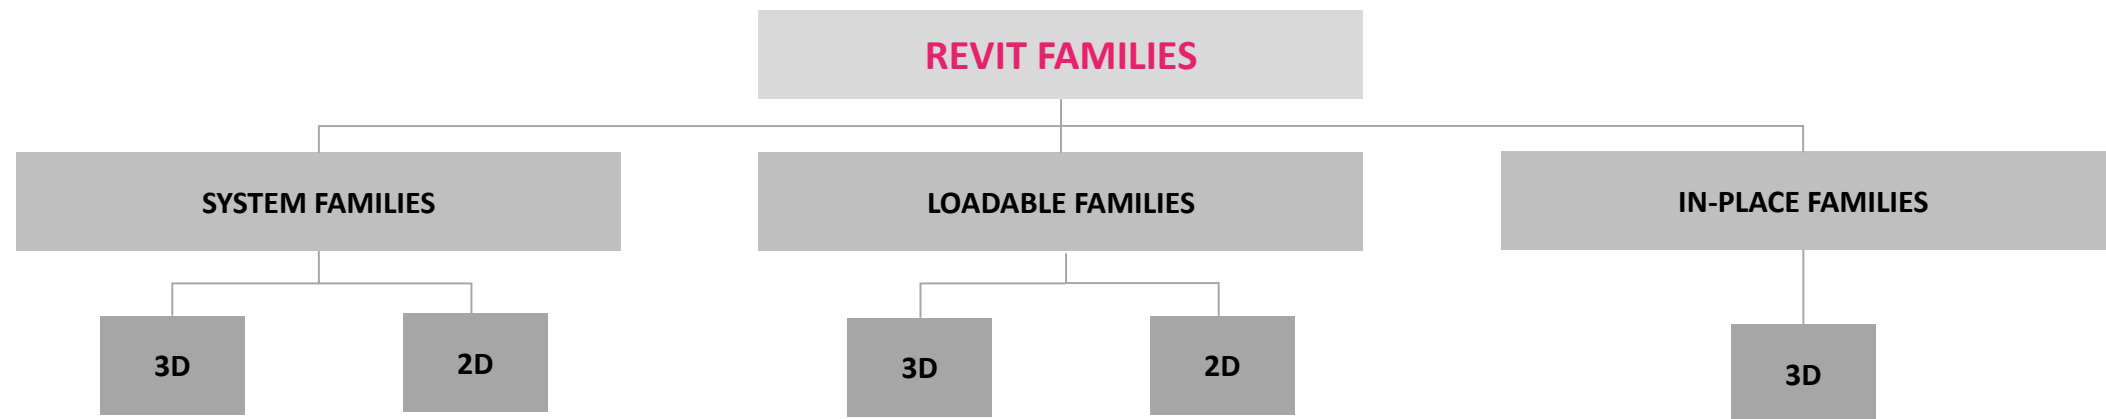 REVIT FAMILIES
SYSTEM FAMILIES
LOADABLE FAMILIES
IN-PLACE FAMILIES
3D
2D
3D
2D
3D